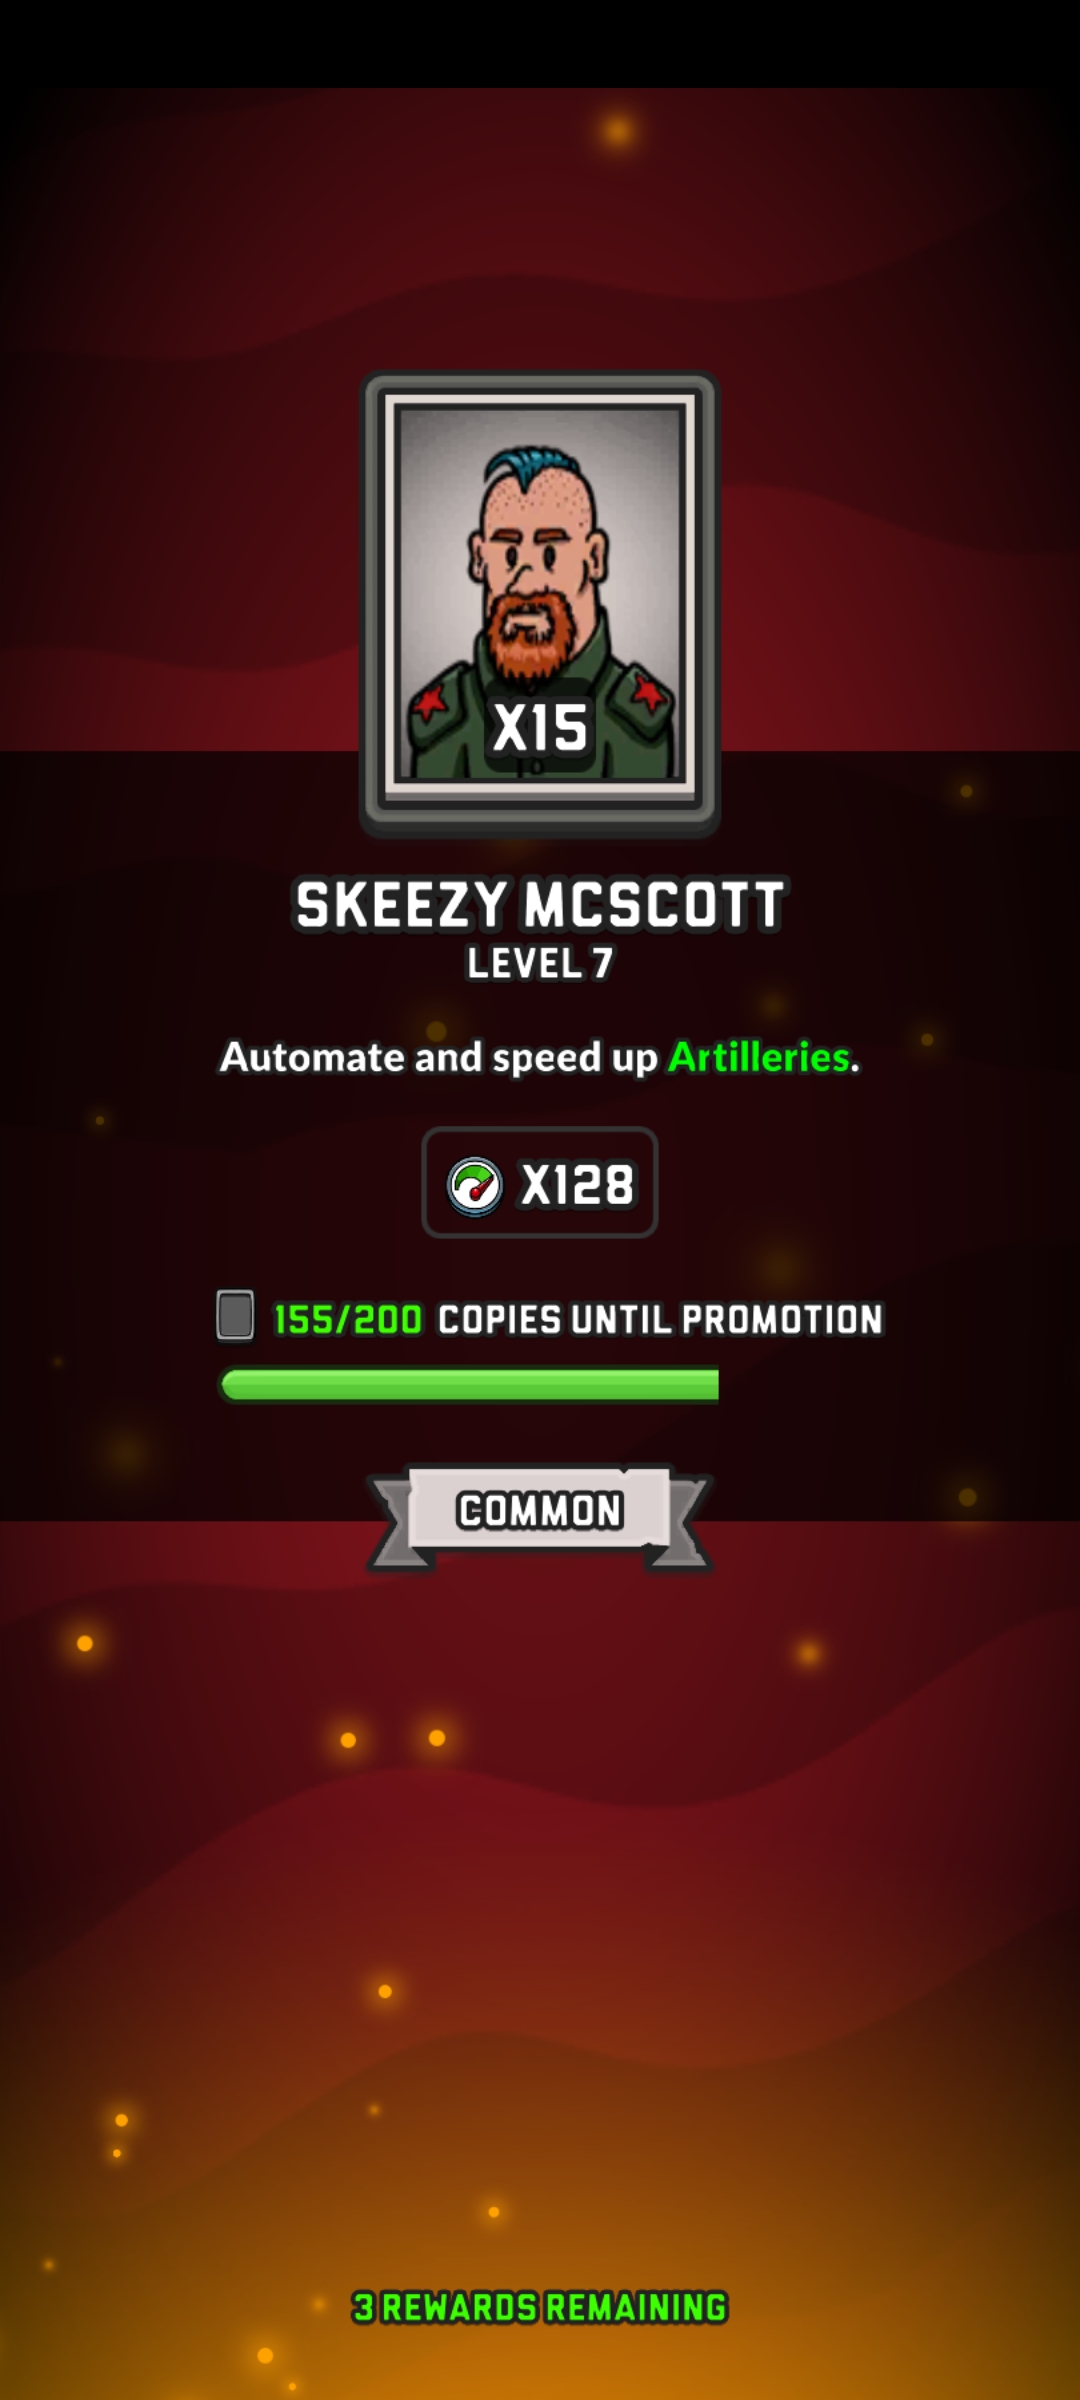 X15
SKEEZY MCSCOTT
LEVEL 7
Automate and speed up Artilleries.
X128
155/200 COPIES UNTIL PROMOTION
COMMON
3 REWARDS REMAINING